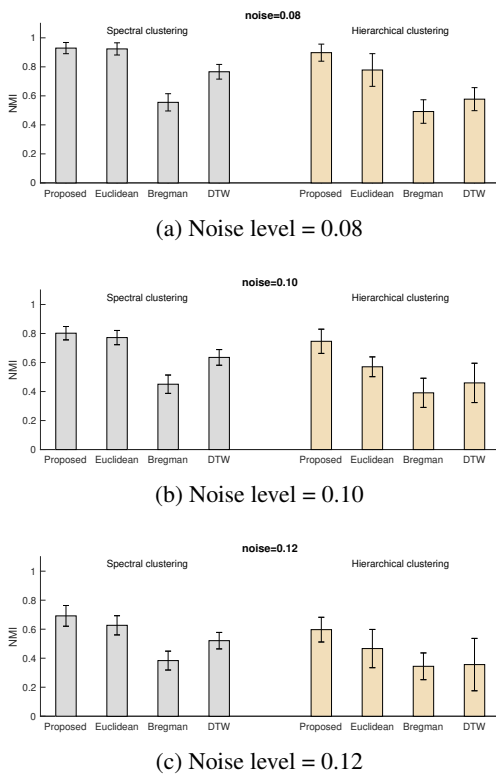 noise=0.08
Spectral clustering Hierarchical clustering
1
0.8
0.6
0.4
0.2
0
NMI
Proposed Euclidean Bregman DTW Proposed Euclidean Bregman DTW
(a) Noise level = 0.08
noise=0.10
Spectral clustering Hierarchical clustering
1
0.8
0.6
0.4
0.2
0
NMI
Proposed Euclidean Bregman DTW Proposed Euclidean Bregman DTW
(b) Noise level = 0.10
noise=0.12
Spectral clustering Hierarchical clustering
1
0.8
0.6
0.4
0.2
0
NMI
Proposed Euclidean Bregman DTW Proposed Euclidean Bregman DTW
(c) Noise level = 0.12